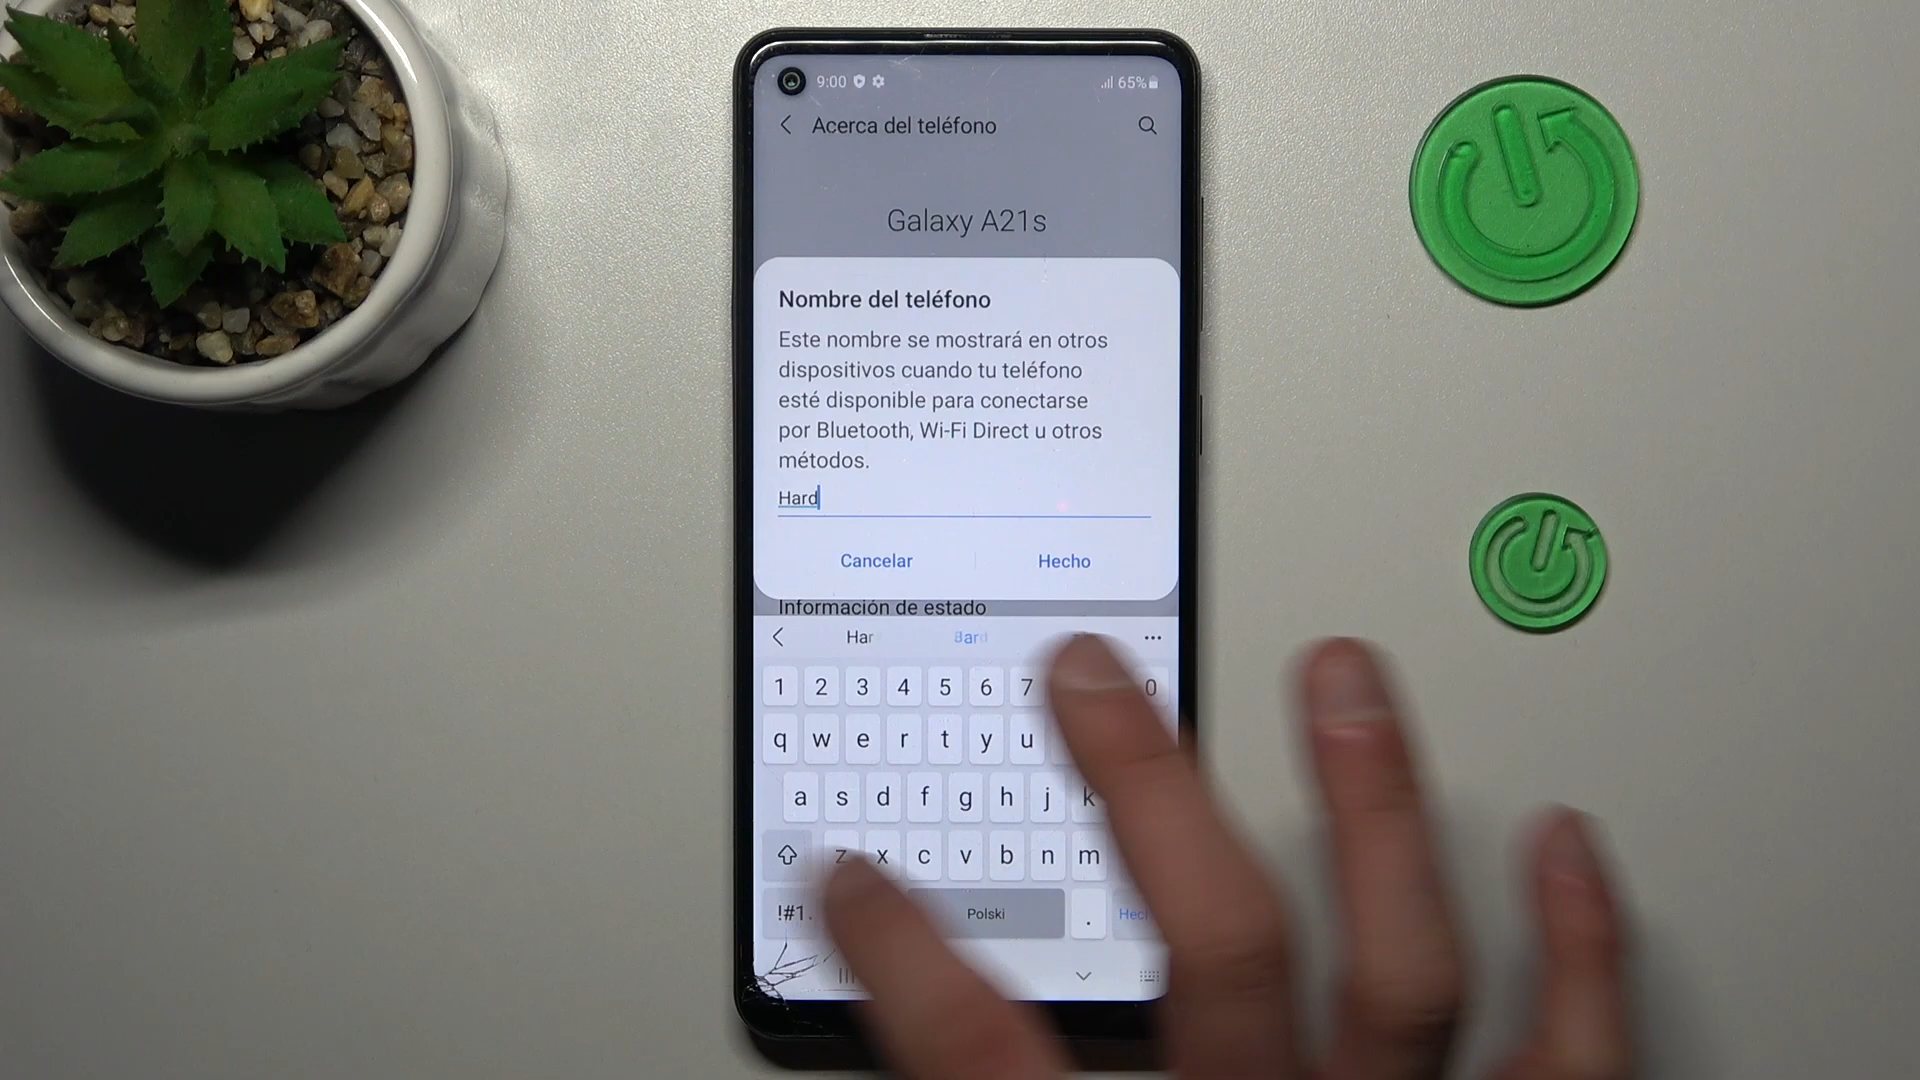 9:00 65%
Acerca del teléfono
Galaxy A21s
Nombre del teléfono
Este nombre se mostrará en otros
dispositivos cuando tu teléfono
esté disponible para conectarse
por Bluetooth, Wi-Fi Direct u otros
métodos.
Hard
Cancelar Hecho
Información de estado
Har Bard ...
1 2 3 4 5 6 7 0
q w e r t y u
a s d f g h j k
z x c v b n m
!#1 Polski .